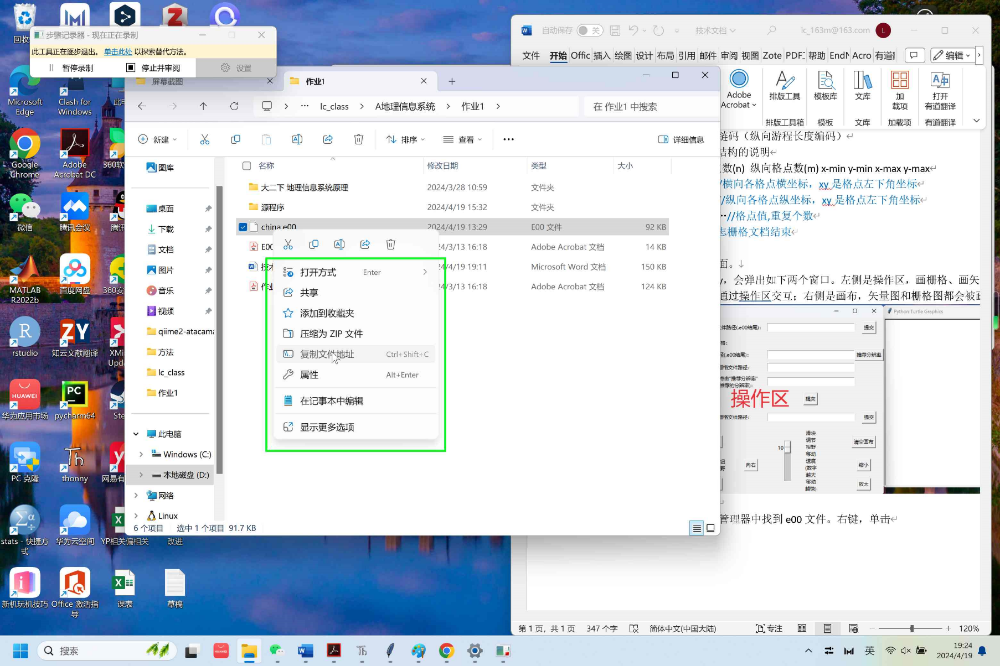 回收
步骤记录器 - 现在正在录制
此工具正在逐步退出。 单击此处 以探索替代方法。
暂停录制
停止并审阅
设置
屏幕截图
作业1
lc_class
A地理信息系统
作业1
在 作业1 中搜索
新建
排序
查看
详细信息
名称
修改日期
类型
大小
大二下 地理信息系统原理
2024/3/28 10:59
文件夹
源程序
2024/4/19 15:32
文件夹
china.e00
2024/4/19 13:29
E00 文件
92 KB
E00
24/3/13 16:18
Adobe Acrobat 文档
14 KB
24/4/19 19:11
Microsoft Word 文档
150 KB
24/3/13 16:18
Adobe Acrobat 文档
124 KB
打开方式
Enter
共享
添加到收藏夹
压缩为 ZIP 文件
复制文件地址
Ctrl+Shift+C
属性
Alt+Enter
在记事本中编辑
显示更多选项
图库
桌面
下载
文档
图片
音乐
视频
qiime2-atacama
方法
lc_class
作业1
此电脑
Windows (C:)
本地磁盘 (D:)
网络
Linux
6 个项目
选中 1 个项目 91.7 KB
Microsoft Edge
Clash for Windows
Google Chrome
Adobe Acrobat DC
360软
微信
腾讯会议
腾讯
MATLAB R2022b
百度网盘
360安
rstudio
知云文献翻译
XMi
Upda
华为应用市场
pycharm64
Ste
PC 克隆
thonny
网易有
stats - 快捷方式
华为云空间
YP相关偏相关
改进
新机玩机技巧
Office 激活指导
课表
草稿
自动保存
关
技术文档
lc_163m@163.com
L
文件
开始
Offic
插入
绘图
设计
布局
引用
邮件
审阅
视图
Zote
PDF
帮助
EndN
Acro
有道
编辑
Adobe Acrobat
排版工具
模板库
文库
加载项
打开有道翻译
排版工具箱
模板
文库
加载项
有道翻译
链码（纵向游程长度编码）
结构的说明
数(n) 纵向格点数(m) x-min y-min x-max y-max
/横向各格点横坐标，xy 是格点左下角坐标
//纵向各格点纵坐标，xy 是格点左下角坐标
//格点值,重复个数
志栅格文档结束
面。
y，会弹出如下两个窗口。左侧是操作区，画栅格、画矢
通过操作区交互；右侧是画布，矢量图和栅格图都会被画
Python Turtle Graphics
件路径(.e00结尾):
提交
格:
径(.e00结尾):
推荐分辨率
栅格文件路径:
点击"推荐分辨率"
推荐的分辨率):
操作区
提交
栅格文件路径:
提交
10
滑块
调节
视野
移动
速度
(数字
越大
移动
越快)
清空画布
向右
缩小
放大
管理器中找到 e00 文件。右键，单击
第 1 页，共 1 页
347 个字
简体中文(中国大陆)
专注
120%
搜索
英
19:24
2024/4/19